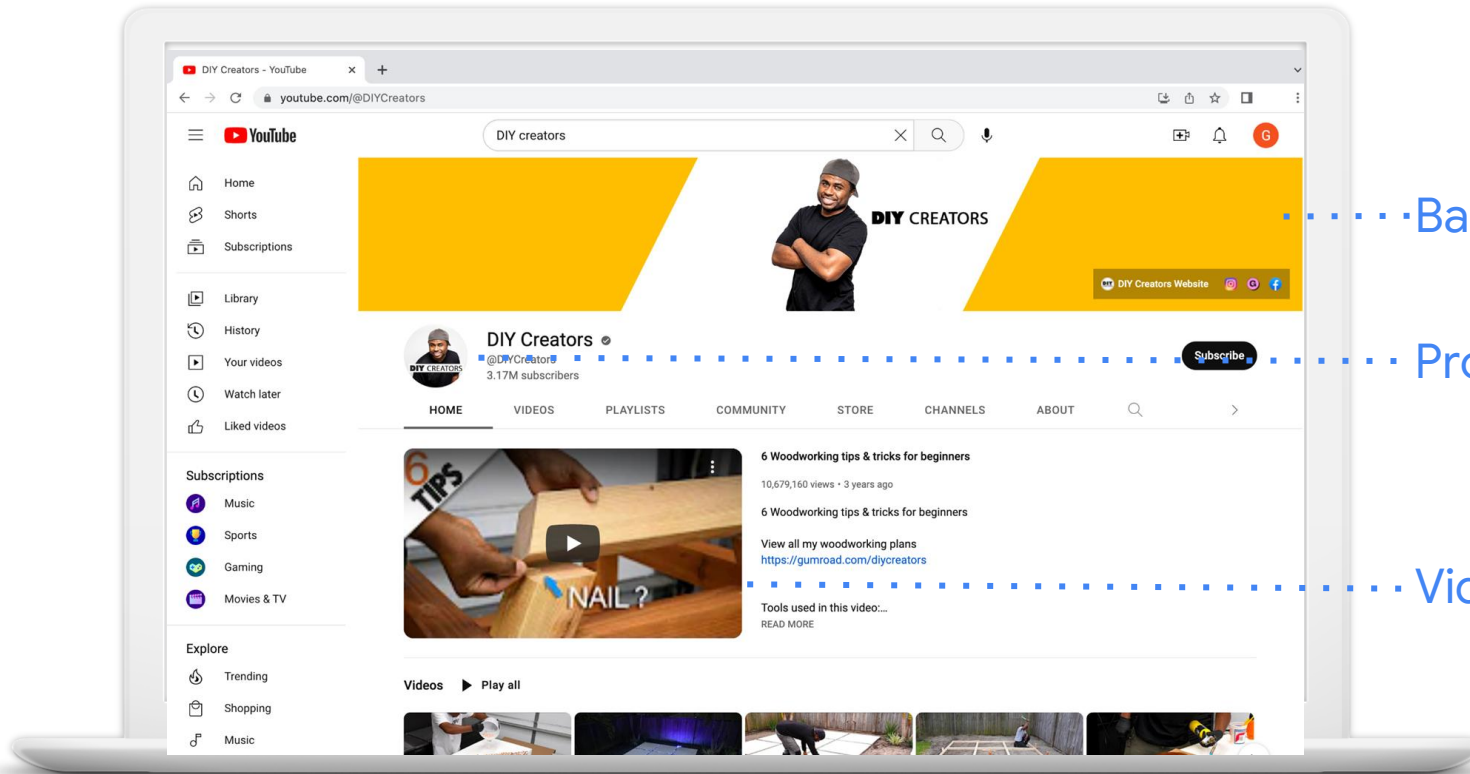 DIY Creators - YouTube
youtube.com/@DIYCreators
YouTube
DIY creators
G
Home
Shorts
Subscriptions
Library
History
Your videos
Watch later
Liked videos
Subscriptions
Music
Sports
Gaming
Movies & TV
Explore
Trending
Shopping
Music
DIY CREATORS
DIY Creators Website
DIY CREATORS
DIY Creators
@DIYCreators
3.17M subscribers
Subscribe
HOME VIDEOS PLAYLISTS COMMUNITY STORE CHANNELS ABOUT
6 TIPS
NAIL ?
6 Woodworking tips & tricks for beginners
10,679,160 views • 3 years ago
6 Woodworking tips & tricks for beginners
View all my woodworking plans
https://gumroad.com/diycreators
Tools used in this video:...
READ MORE
Videos Play all
Ba
Pro